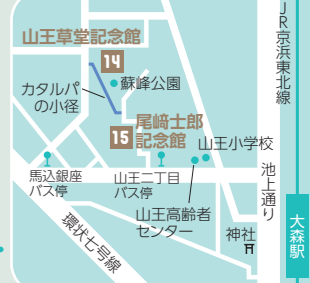 JR京浜東北線
山王草堂記念館
14
蘇峰公園
カタルパ
の小径
15
尾﨑士郎
記念館
山王小学校
馬込銀座
バス停
山王二丁目
バス停
池上通り
山王高齢者
センター
大森駅
神社
環状七号線